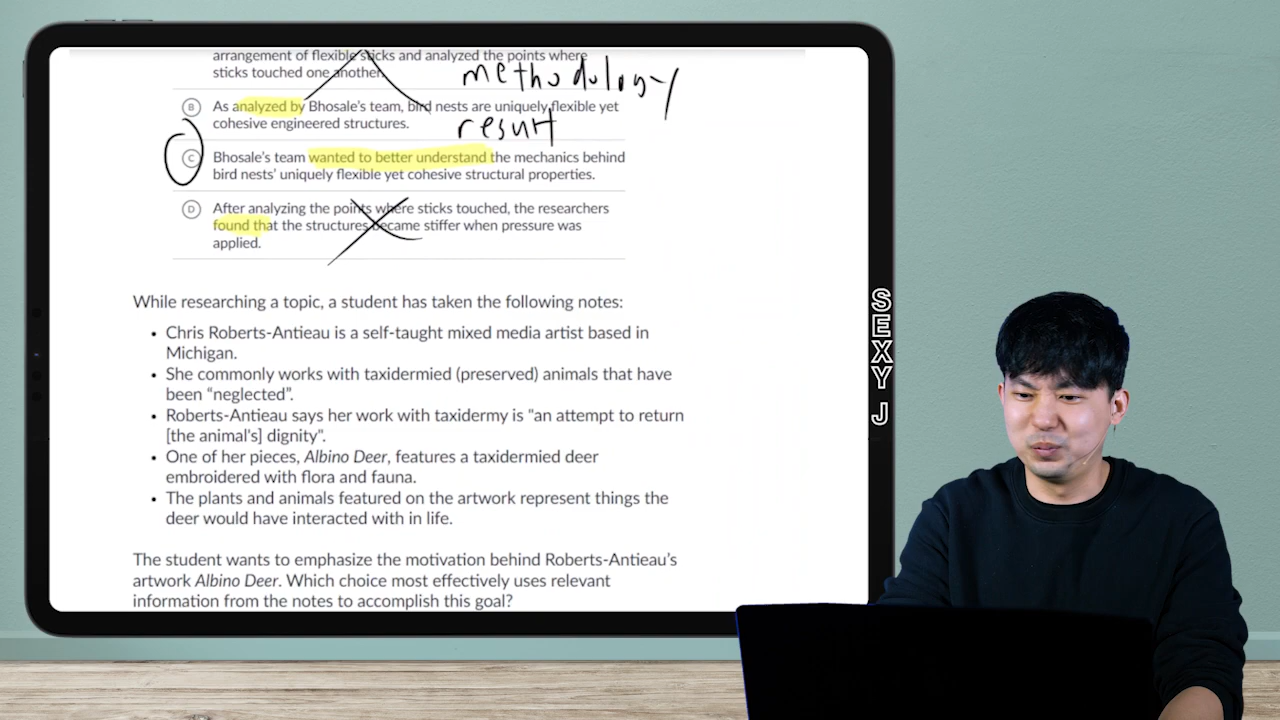 arrangement of flexible sticks and analyzed the points where
sticks touched one another.
methodology
B As analyzed by Bhosale's team, bird nests are uniquely flexible yet
cohesive engineered structures.
result
C Bhosale's team wanted to better understand the mechanics behind
bird nests' uniquely flexible yet cohesive structural properties.
D After analyzing the points where sticks touched, the researchers
found that the structures became stiffer when pressure was
applied.
While researching a topic, a student has taken the following notes:
• Chris Roberts-Antieau is a self-taught mixed media artist based in
Michigan.
• She commonly works with taxidermied (preserved) animals that have
been “neglected”.
• Roberts-Antieau says her work with taxidermy is "an attempt to return
[the animal's] dignity".
• One of her pieces, Albino Deer, features a taxidermied deer
embroidered with flora and fauna.
• The plants and animals featured on the artwork represent things the
deer would have interacted with in life.
The student wants to emphasize the motivation behind Roberts-Antieau's
artwork Albino Deer. Which choice most effectively uses relevant
information from the notes to accomplish this goal?
SEXY J